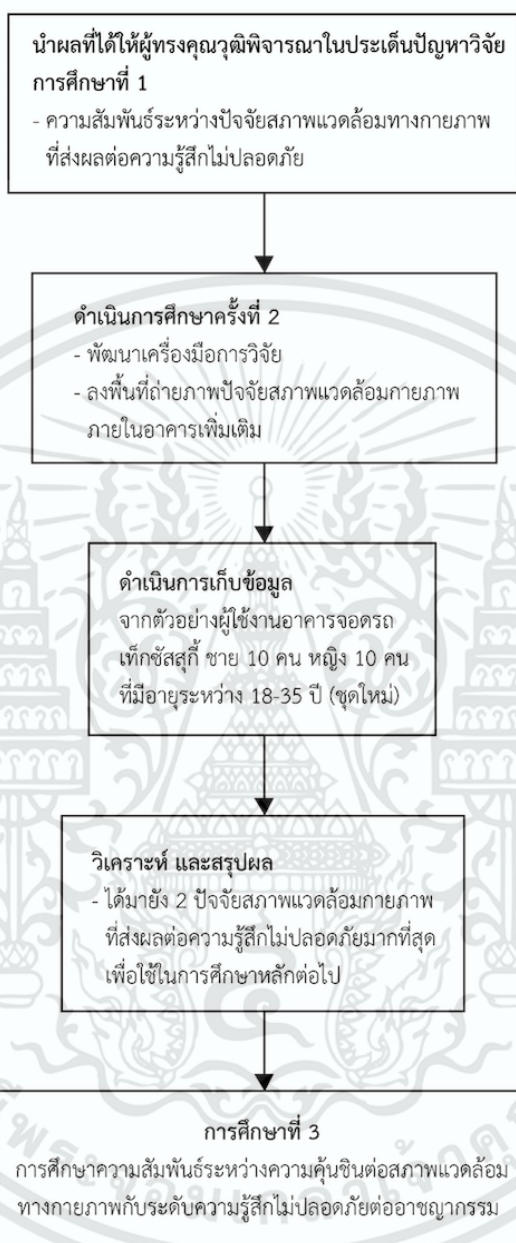 นำผลที่ได้ให้ผู้ทรงคุณวุฒิพิจารณาในประเด็นปัญหาวิจัย
การศึกษาที่ 1
- ความสัมพันธ์ระหว่างปัจจัยสภาพแวดล้อมทางกายภาพ
ที่ส่งผลต่อความรู้สึกไม่ปลอดภัย
ดำเนินการศึกษาครั้งที่ 2
- พัฒนาเครื่องมือการวิจัย
- ลงพื้นที่ถ่ายภาพปัจจัยสภาพแวดล้อมกายภาพ
ภายในอาคารเพิ่มเติม
ดำเนินการเก็บข้อมูล
จากตัวอย่างผู้ใช้งานอาคารจอดรถ
เท็กซัสสุกี้ ชาย 10 คน หญิง 10 คน
ที่มีอายุระหว่าง 18-35 ปี (ชุดใหม่)
วิเคราะห์ และสรุปผล
- ได้มายัง 2 ปัจจัยสภาพแวดล้อมกายภาพ
ที่ส่งผลต่อความรู้สึกไม่ปลอดภัยมากที่สุด
เพื่อใช้ในการศึกษาหลักต่อไป
การศึกษาที่ 3
การศึกษาความสัมพันธ์ระหว่างความคุ้นชินต่อสภาพแวดล้อม
ทางกายภาพกับระดับความรู้สึกไม่ปลอดภัยต่ออาชญากรรม